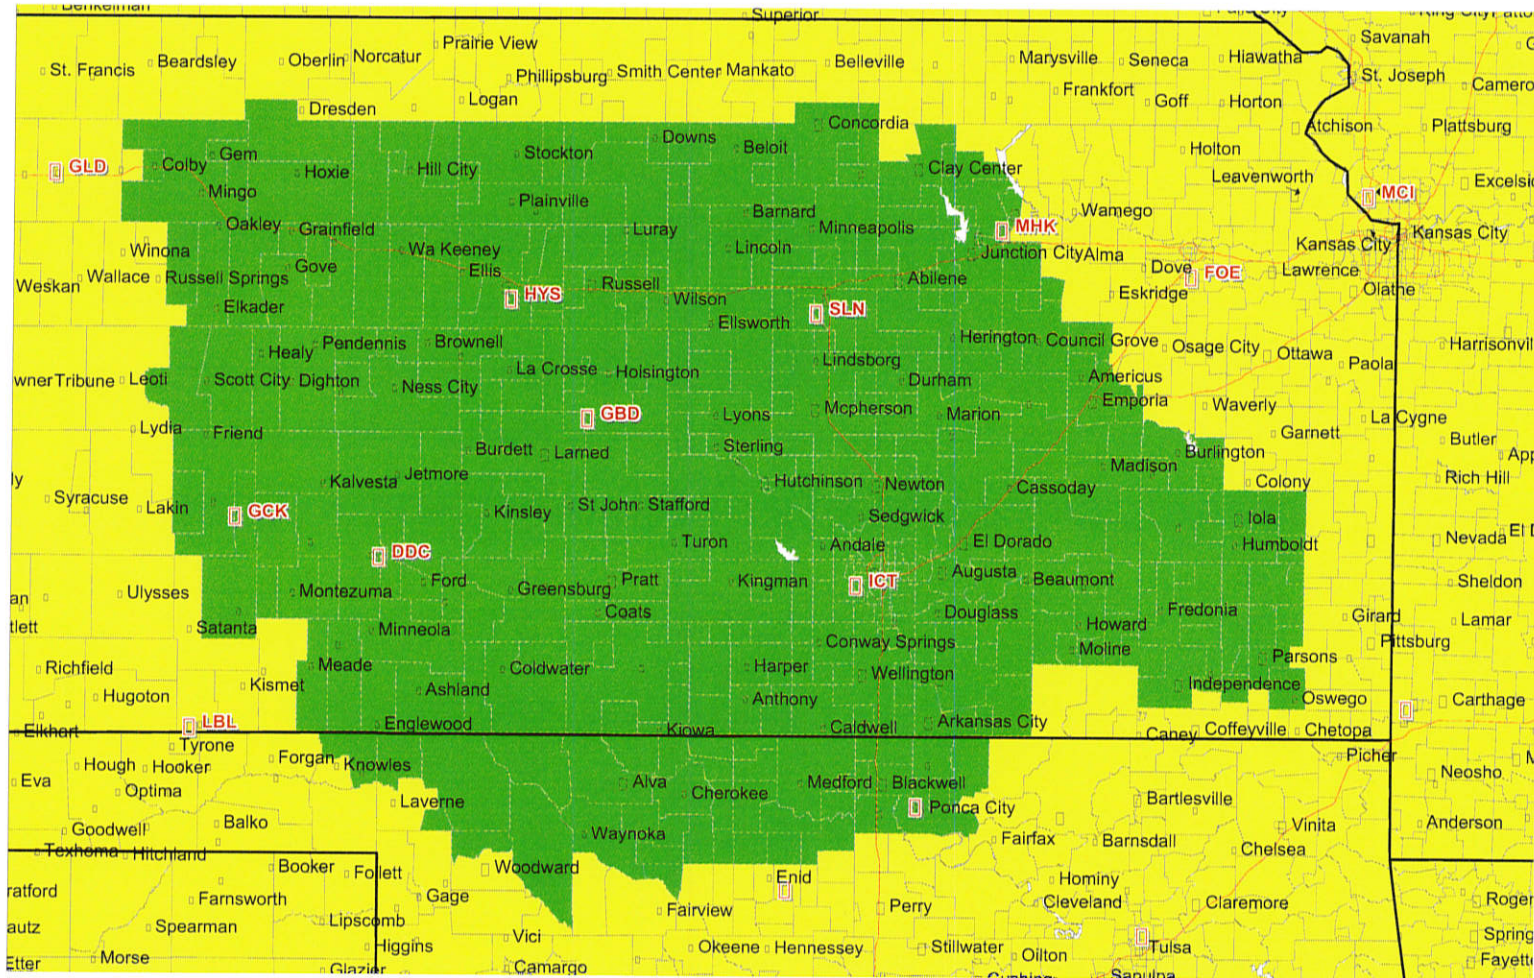 Benkelman
Superior
Savanah
Prairie View
Norcatur
Oberlin
Beardsley
St. Francis
Phillipsburg
Smith Center
Mankato
Belleville
Marysville
Seneca
Hiawatha
St. Joseph
Logan
Dresden
Frankfort
Goff
Horton
Concordia
Atchison
Plattsburg
Downs
Beloit
Holton
GLD
Colby
Gem
Hoxie
Hill City
Stockton
Clay Center
Leavenworth
MCI
Mingo
Plainville
Barnard
Wamego
Oakley
Grainfield
Luray
Minneapolis
MHK
Kansas City
Kansas City
Winona
Wa Keeney
Lincoln
Junction City
Alma
Weskan
Wallace
Russell Springs
Gove
Ellis
Russell
Abilene
Dove
FOE
Lawrence
Olathe
Elkader
HYS
Wilson
SLN
Eskridge
Ellsworth
Healy
Pendennis
Brownell
Herington
Council Grove
Osage City
Ottawa
Paola
Tribune
Leoti
Scott City
Dighton
Ness City
La Crosse
Hoisington
Lindsborg
Durham
Americus
Emporia
GBD
Lyons
Mcpherson
Marion
Waverly
La Cygne
Lydia
Friend
Burdett
Larned
Sterling
Madison
Burlington
Garnett
Butler
Kalvesta
Jetmore
Hutchinson
Newton
Cassoday
Colony
Rich Hill
Syracuse
Lakin
GCK
Kinsley
St John
Stafford
Sedgwick
Iola
Humboldt
Nevada
DDC
Turon
Andale
El Dorado
Ulysses
Montezuma
Ford
Greensburg
Pratt
Kingman
ICT
Augusta
Beaumont
Sheldon
Coats
Douglass
Howard
Fredonia
Girard
Lamar
Satanta
Minneola
Conway Springs
Moline
Parsons
Pittsburg
Richfield
Meade
Coldwater
Harper
Wellington
Hugoton
Kismet
Ashland
Anthony
Independence
Oswego
Carthage
Elkhart
LBL
Englewood
Kiowa
Caldwell
Arkansas City
Caney
Coffeyville
Chetopa
Tyrone
Picher
Eva
Hough
Hooker
Forgan
Knowles
Alva
Medford
Blackwell
Neosho
Optima
Laverne
Cherokee
Ponca City
Bartlesville
Goodwell
Balko
Waynoka
Fairfax
Barnsdall
Vinita
Anderson
Texhoma
Hitchland
Chelsea
Booker
Follett
Woodward
Enid
Hominy
Farnsworth
Gage
Fairview
Perry
Cleveland
Claremore
Spearman
Lipscomb
Higgins
Vici
Okeene
Hennessey
Stillwater
Oilton
Tulsa
Morse
Glazier
Camargo
Sapulpa